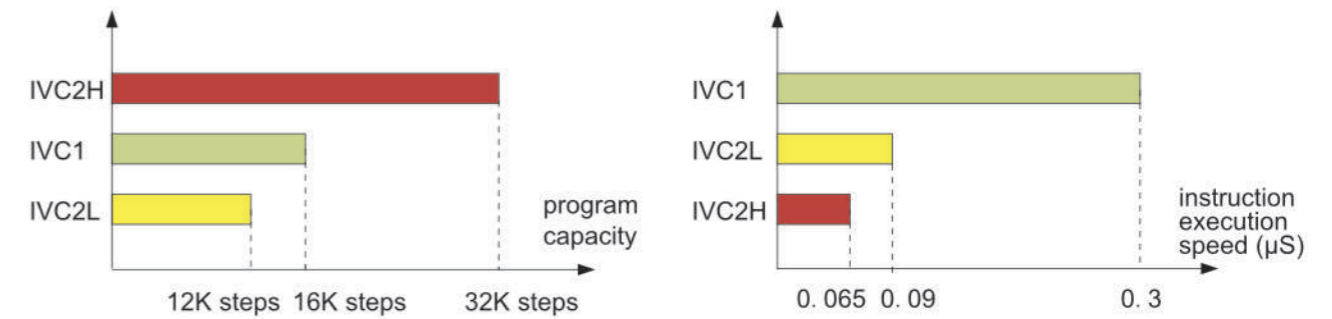 IVC2H
IVC1
IVC2L
program
capacity
12K steps 16K steps 32K steps
IVC1
IVC2L
IVC2H
instruction
execution
speed (μS)
0. 065 0. 09 0. 3